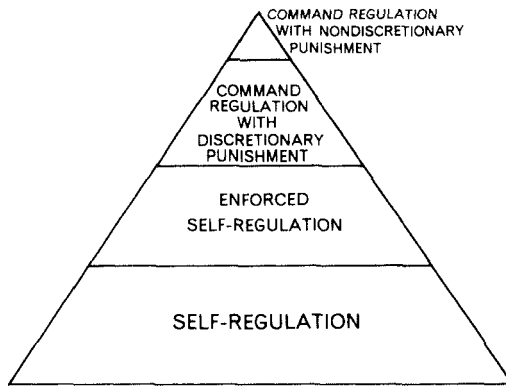 COMMAND REGULATION
WITH NONDISCRETIONARY
PUNISHMENT
COMMAND
REGULATION
WITH
DISCRETIONARY
PUNISHMENT
ENFORCED
SELF-REGULATION
SELF-REGULATION